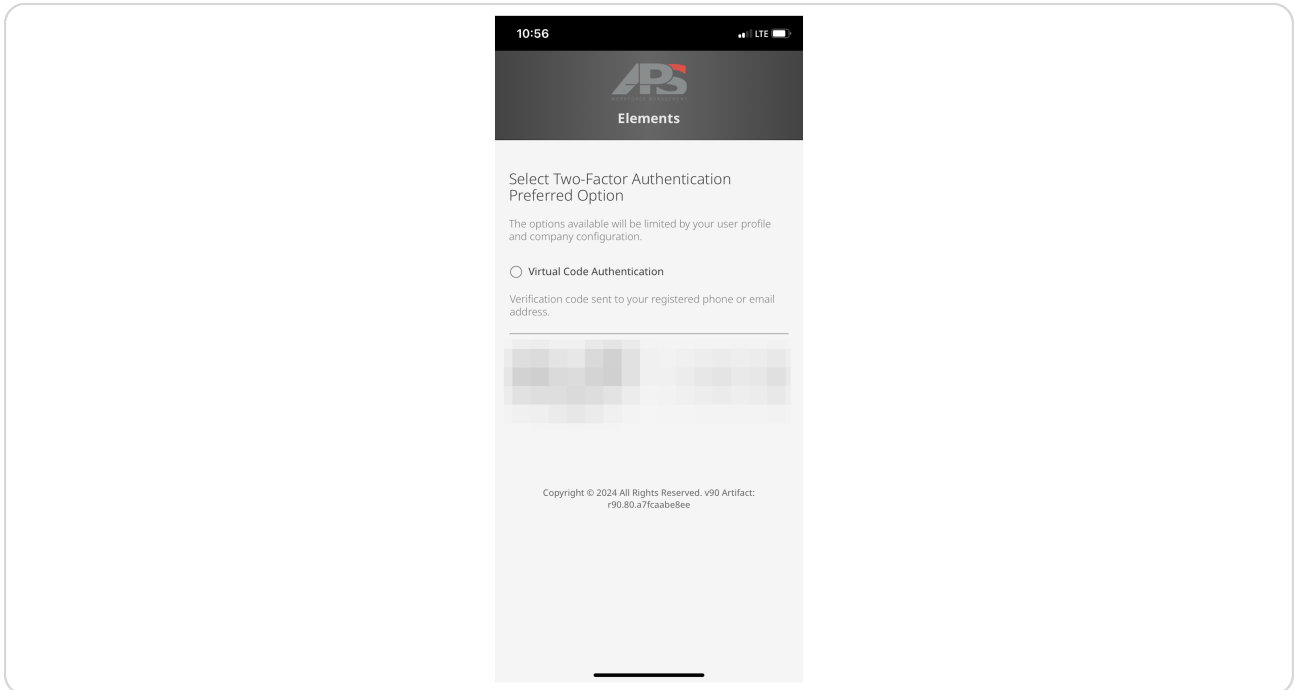 10:56
LTE
APS
Elements
Select Two-Factor Authentication
Preferred Option
The options available will be limited by your user profile
and company configuration.
Virtual Code Authentication
Verification code sent to your registered phone or email
address.
Copyright © 2024 All Rights Reserved. v90 Artifact:
r90.80.a7fcaabe8ee